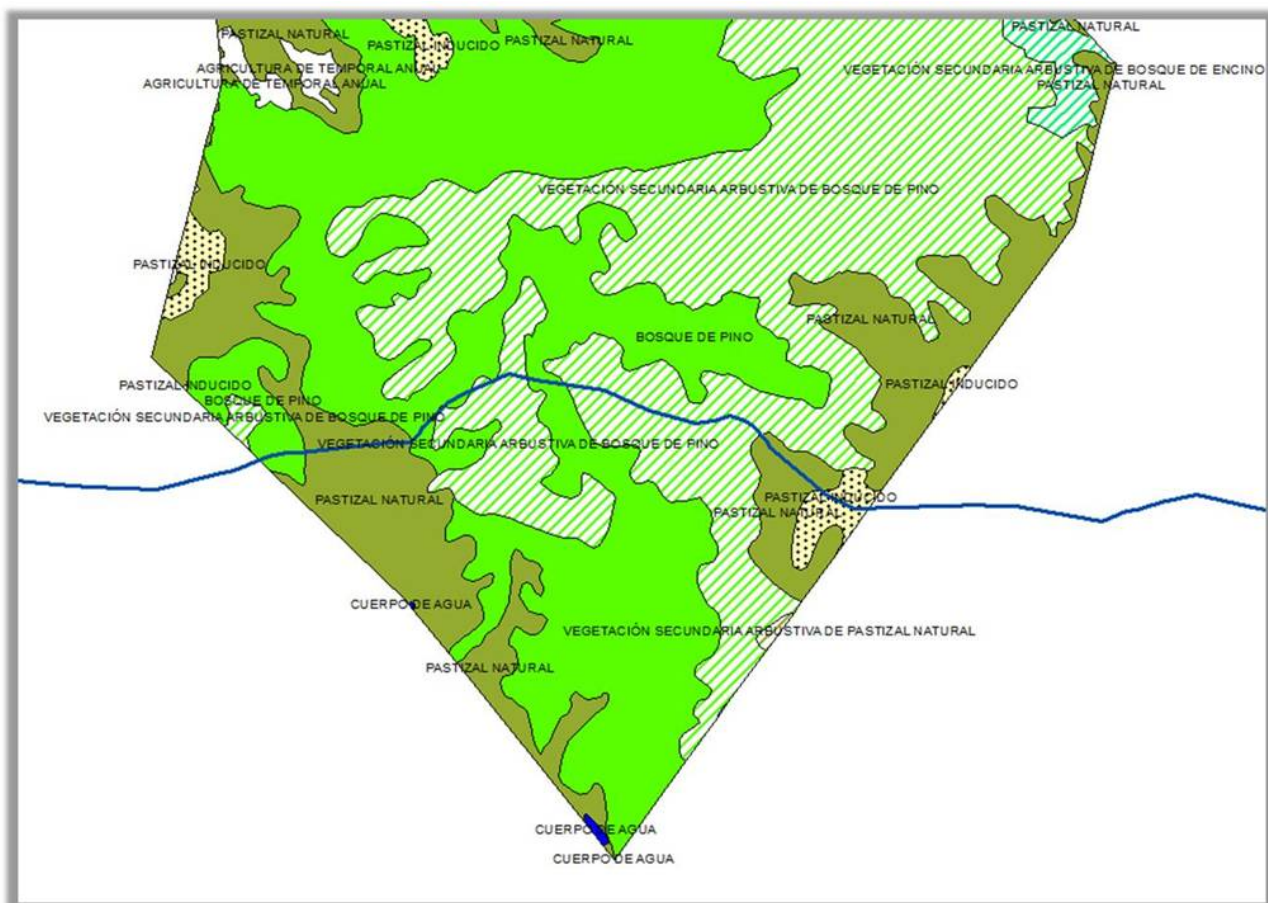 PASTIZAL NATURAL
PASTIZAL NATURAL
PASTIZAL INDUCIDO
PASTIZAL NATURAL
AGRICULTURA DE TEMPORAL ANUAL
VEGETACIÓN SECUNDARIA ARBUSTIVA DE BOSQUE DE ENCINO
AGRICULTURA DE TEMPORAL ANUAL
PASTIZAL NATURAL
VEGETACIÓN SECUNDARIA ARBUSTIVA DE BOSQUE DE PINO
PASTIZAL INDUCIDO
PASTIZAL NATURAL
BOSQUE DE PINO
PASTIZAL INDUCIDO
PASTIZAL INDUCIDO
BOSQUE DE PINO
VEGETACIÓN SECUNDARIA ARBUSTIVA DE BOSQUE DE PINO
VEGETACIÓN SECUNDARIA ARBUSTIVA DE BOSQUE DE PINO
PASTIZAL NATURAL
PASTIZAL INDUCIDO
PASTIZAL NATURAL
CUERPO DE AGUA
VEGETACIÓN SECUNDARIA ARBUSTIVA DE PASTIZAL NATURAL
PASTIZAL NATURAL
CUERPO DE AGUA
CUERPO DE AGUA